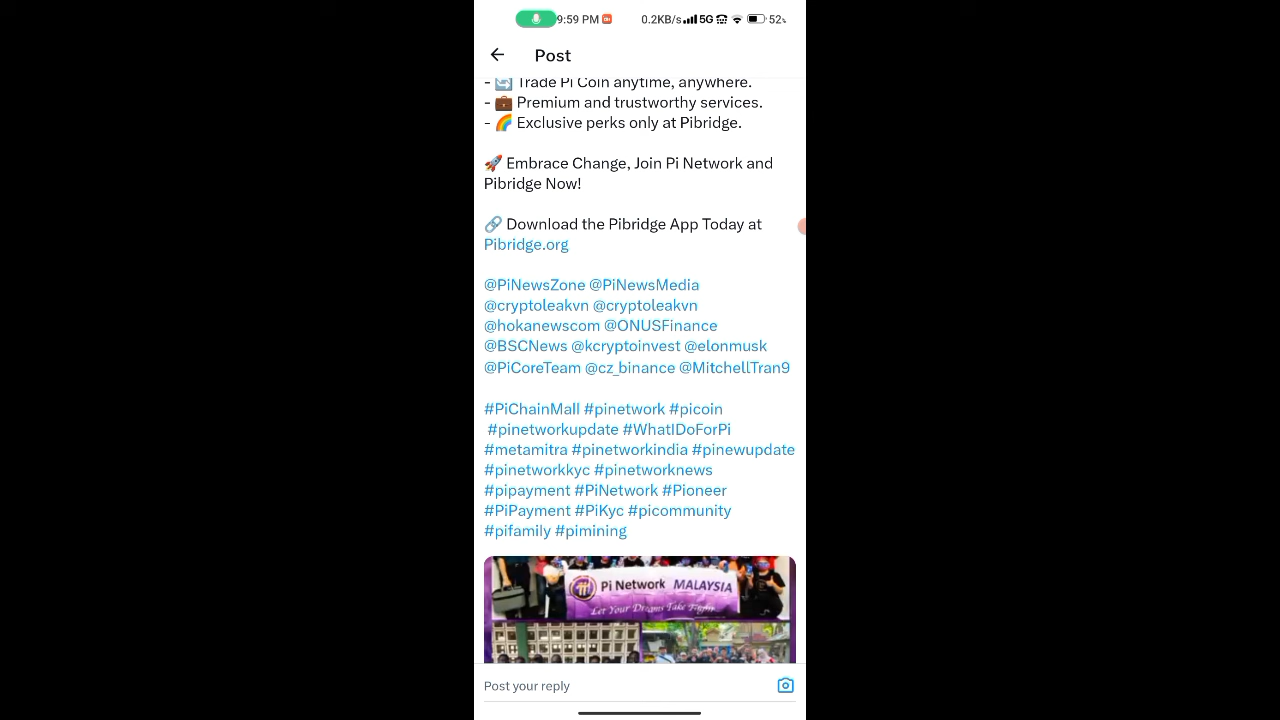 9:59 PM 0.2KB/s 5G 52%
Post
- 🔄 Trade Pi Coin anytime, anywhere.
- 💼 Premium and trustworthy services.
- 🌈 Exclusive perks only at Pibridge.
🚀 Embrace Change, Join Pi Network and
Pibridge Now!
🔗 Download the Pibridge App Today at
Pibridge.org
@PiNewsZone @PiNewsMedia
@cryptoleakvn @cryptoleakvn
@hokanewscom @ONUSFinance
@BSCNews @kcryptoinvest @elonmusk
@PiCoreTeam @cz_binance @MitchellTran9
#PiChainMall #pinetwork #picoin
#pinetworkupdate #WhatIDoForPi
#metamitra #pinetworkindia #pinewupdate
#pinetworkkyc #pinetworknews
#pipayment #PiNetwork #Pioneer
#PiPayment #PiKyc #picommunity
#pifamily #pimining
Pi Network MALAYSIA
Let Your Dreams Take Flight
Post your reply